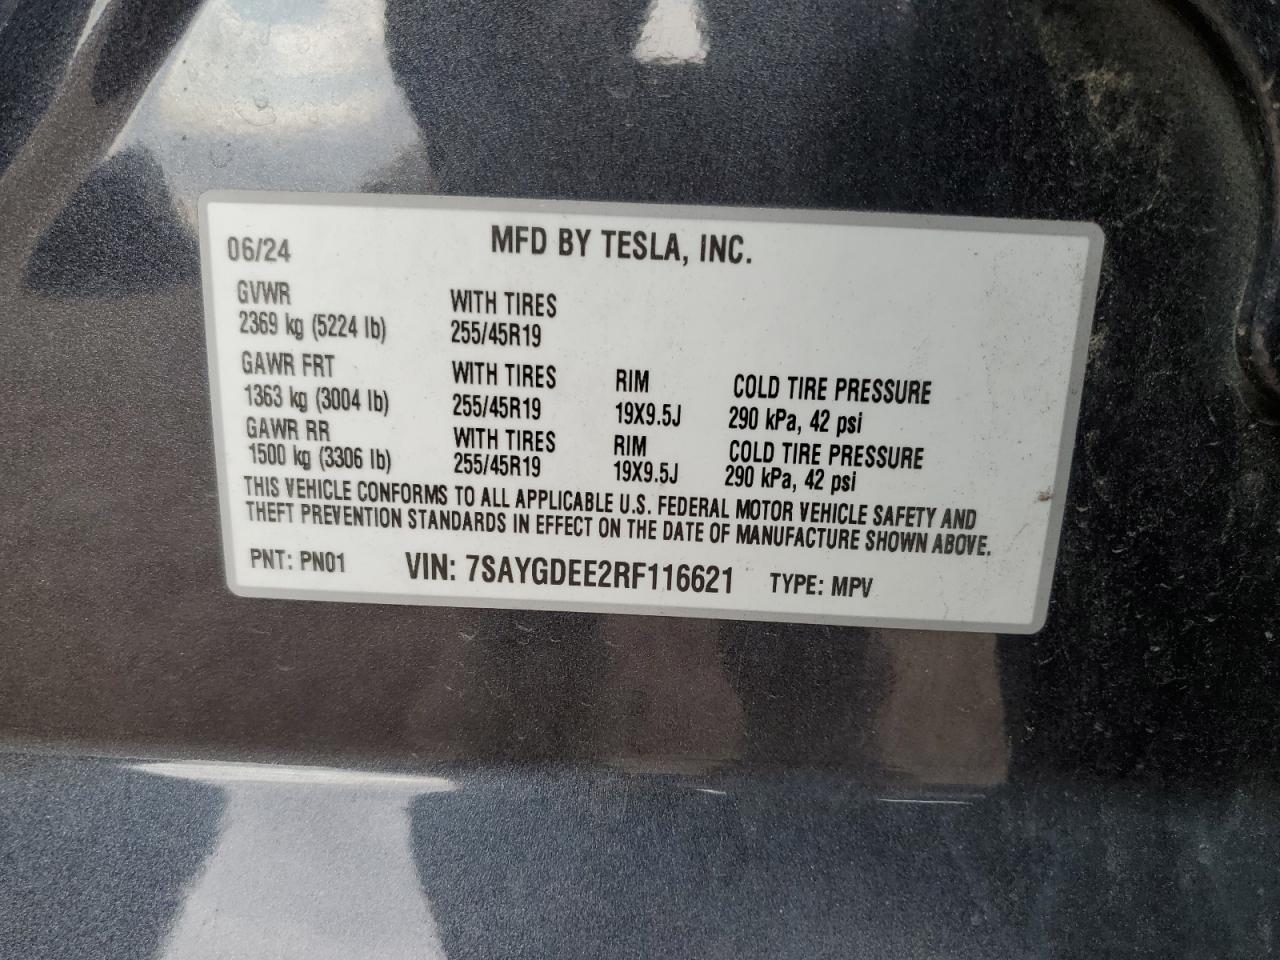 06/24 MFD BY TESLA, INC.
GVWR WITH TIRES
2369 kg (5224 lb) 255/45R19
GAWR FRT WITH TIRES RIM COLD TIRE PRESSURE
1363 kg (3004 lb) 255/45R19 19X9.5J 290 kPa, 42 psi
GAWR RR WITH TIRES RIM COLD TIRE PRESSURE
1500 kg (3306 lb) 255/45R19 19X9.5J 290 kPa, 42 psi
THIS VEHICLE CONFORMS TO ALL APPLICABLE U.S. FEDERAL MOTOR VEHICLE SAFETY AND
THEFT PREVENTION STANDARDS IN EFFECT ON THE DATE OF MANUFACTURE SHOWN ABOVE.
PNT: PN01 VIN: 7SAYGDEE2RF116621 TYPE: MPV